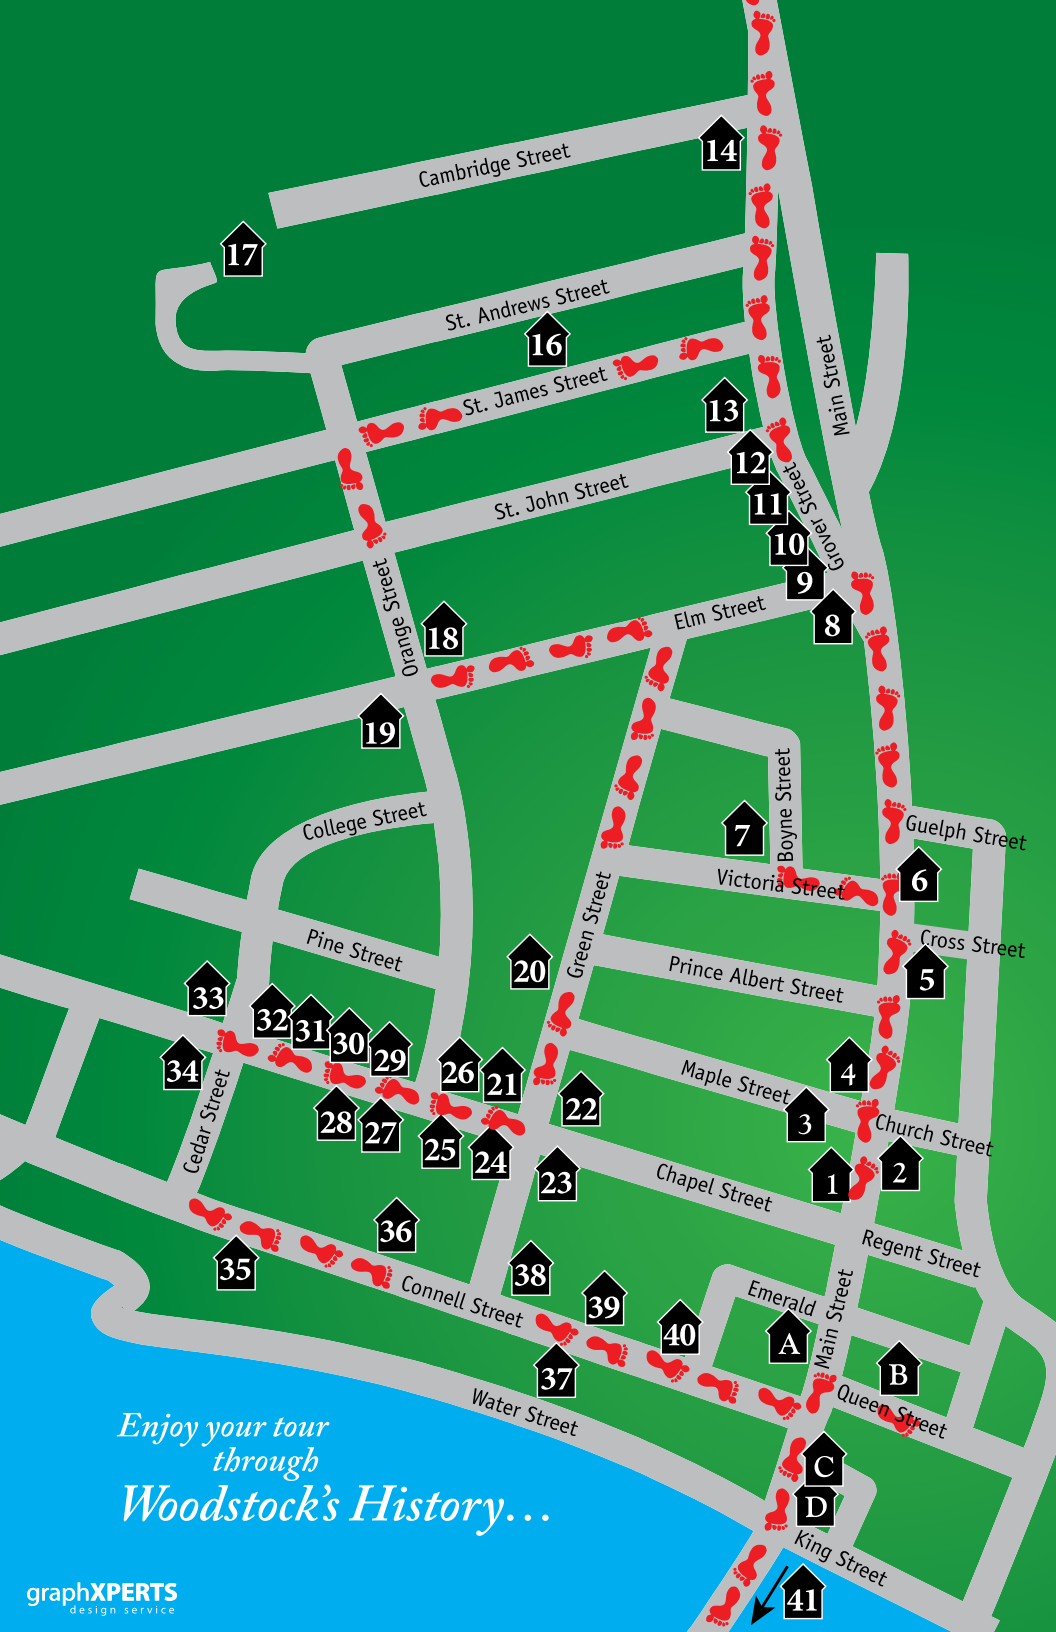 14
Cambridge Street
17
St. Andrews Street
16
Main Street
St. James Street
13
12
St. John Street
11
Grover Street
10
9
Orange Street
8
Elm Street
18
19
Boyne Street
College Street
7
Guelph Street
6
Victoria Street
Green Street
Pine Street
20
Cross Street
5
Prince Albert Street
33
32
31
30
29
26
21
34
4
Maple Street
22
28
27
25
24
3
Church Street
Cedar Street
23
1
2
Chapel Street
36
35
Regent Street
38
Connell Street
39
Emerald
40
Main Street
A
37
B
Water Street
Queen Street
Enjoy your tour
through
Woodstock's History...
C
D
King Street
41
graphXPERTS
design service